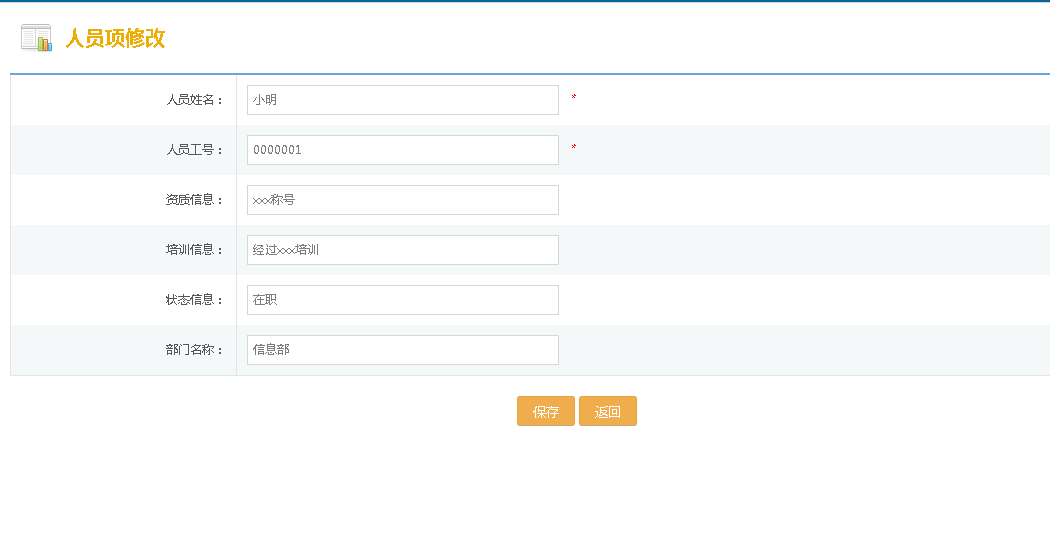 人员项修改
人员姓名： 小明 *
人员工号： 0000001 *
资质信息： xxx称号
培训信息： 经过xxx培训
状态信息： 在职
部门名称： 信息部
保存 返回